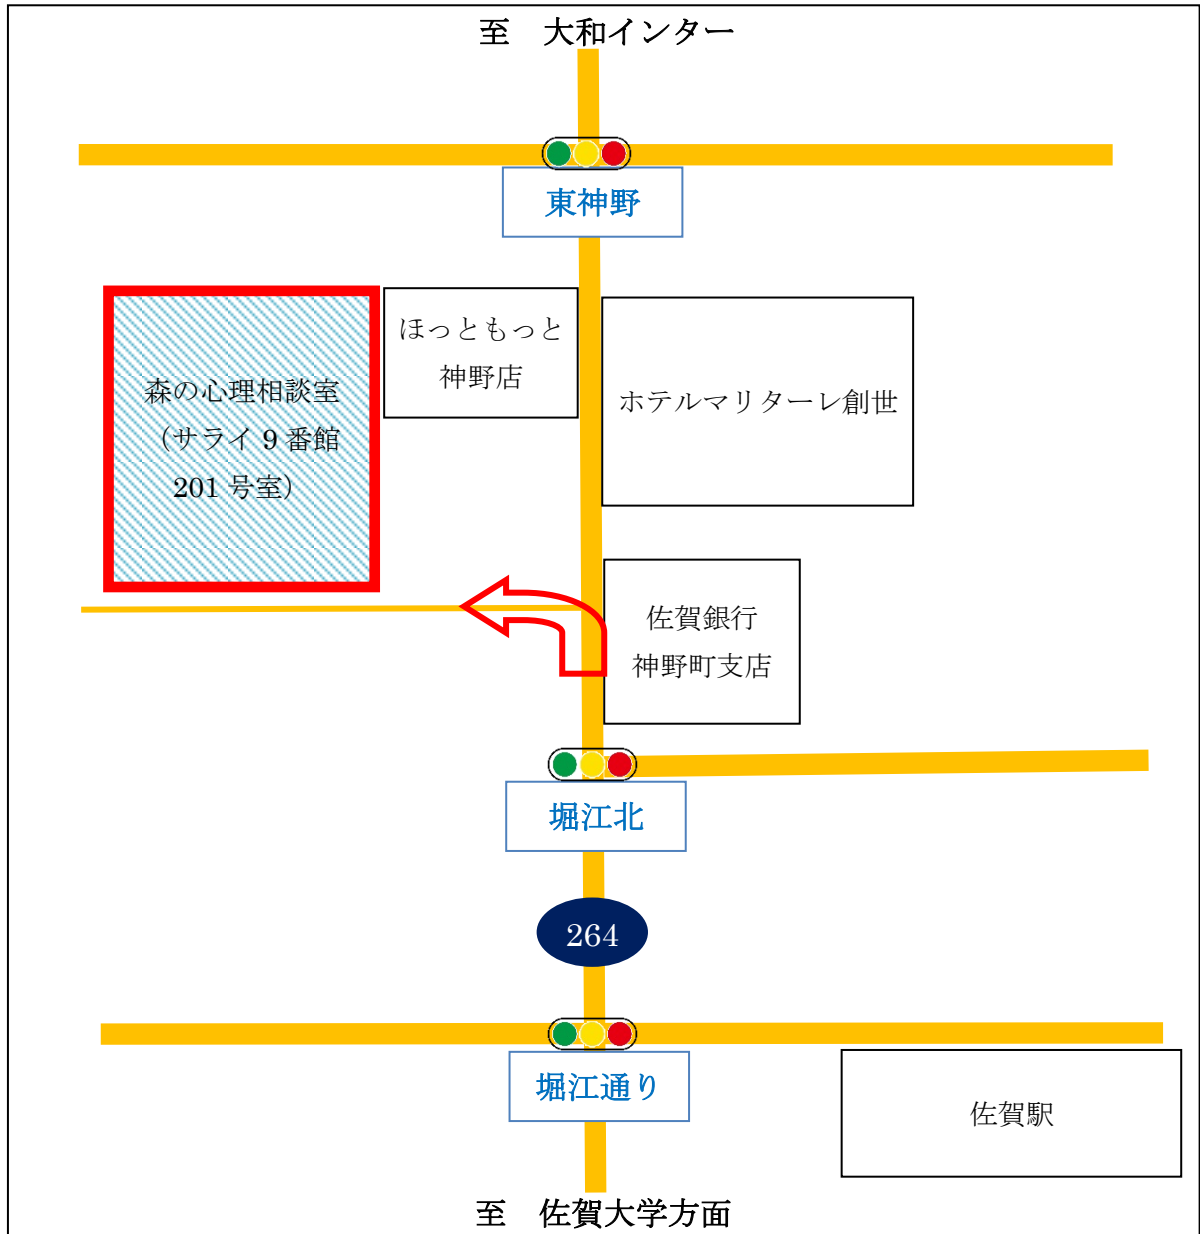 至　大和インター
東神野
ほっともっと
神野店
森の心理相談室
（サライ 9 番館
201 号室）
ホテルマリターレ創世
佐賀銀行
神野町支店
堀江北
264
堀江通り
佐賀駅
至　佐賀大学方面